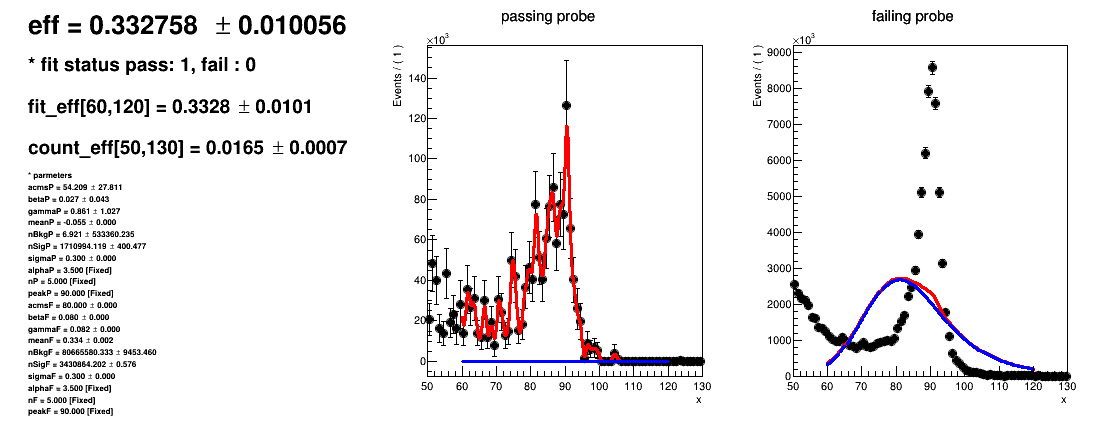 eff = 0.332758 ± 0.010056
* fit status pass: 1, fail : 0
fit_eff[60,120] = 0.3328 ± 0.0101
count_eff[50,130] = 0.0165 ± 0.0007
* parmeters
acmsP = 54.209 ± 27.811
betaP = 0.027 ± 0.043
gammaP = 0.861 ± 1.027
meanP = -0.055 ± 0.000
nBkgP = 6.921 ± 533360.235
nSigP = 1710994.119 ± 400.477
sigmaP = 0.300 ± 0.000
alphaP = 3.500 [Fixed]
nP = 5.000 [Fixed]
peakP = 90.000 [Fixed]
acmsF = 80.000 ± 0.000
betaF = 0.080 ± 0.000
gammaF = 0.082 ± 0.000
meanF = 0.334 ± 0.002
nBkgF = 80665580.333 ± 9453.460
nSigF = 3430864.202 ± 0.576
sigmaF = 0.300 ± 0.000
alphaF = 3.500 [Fixed]
nF = 5.000 [Fixed]
peakF = 90.000 [Fixed]
passing probe
×10³
Events / ( 1 )
140
120
100
80
60
40
20
0
50 60 70 80 90 100 110 120 130
x
failing probe
×10³
Events / ( 1 )
9000
8000
7000
6000
5000
4000
3000
2000
1000
0
50 60 70 80 90 100 110 120 130
x